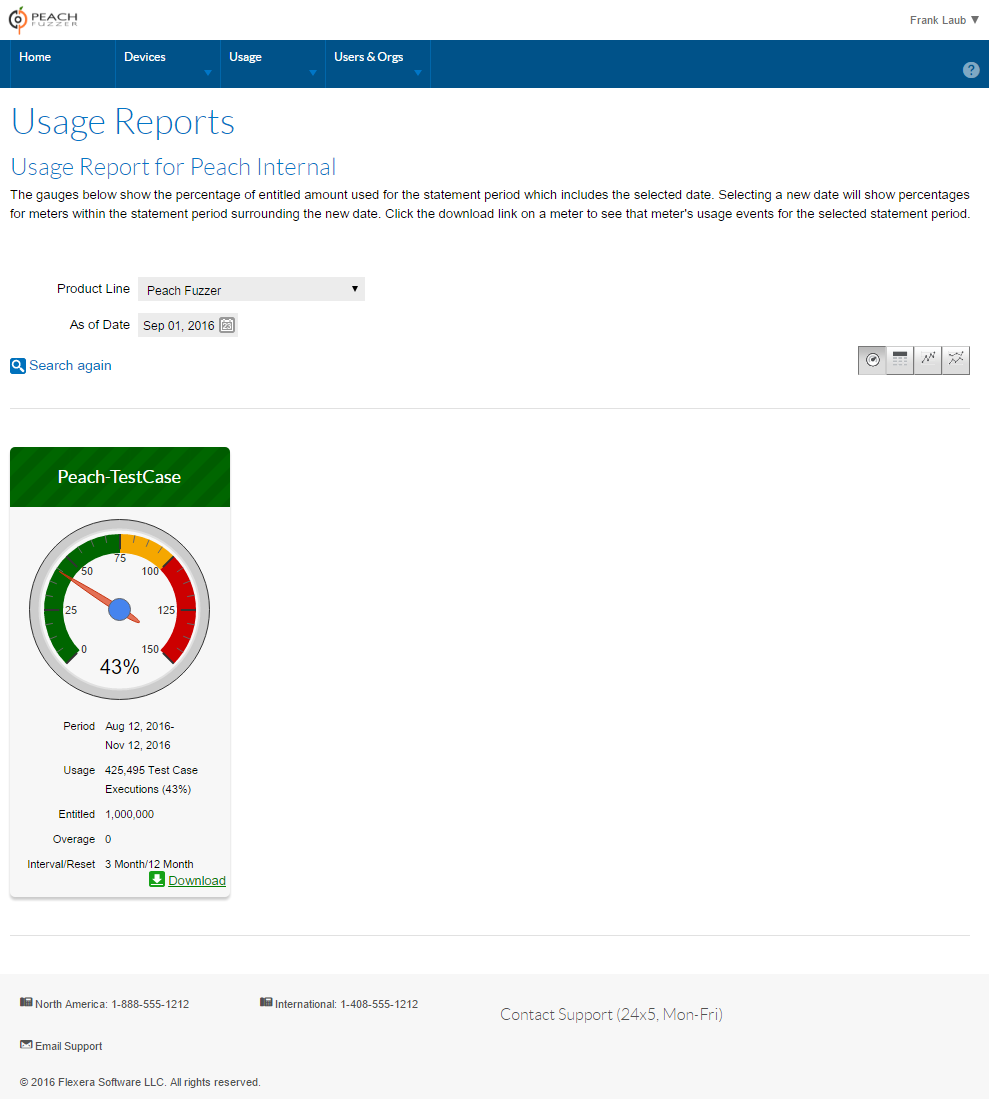 PEACH
FUZZER
Frank Laub ▼
Home
Devices
Usage
Users & Orgs
?
Usage Reports
Usage Report for Peach Internal
The gauges below show the percentage of entitled amount used for the statement period which includes the selected date. Selecting a new date will show percentages
for meters within the statement period surrounding the new date. Click the download link on a meter to see that meter's usage events for the selected statement period.
Product Line Peach Fuzzer
As of Date Sep 01, 2016
Search again
Peach-TestCase
0
25
50
75
100
125
150
43%
Period Aug 12, 2016-
Nov 12, 2016
Usage 425,495 Test Case
Executions (43%)
Entitled 1,000,000
Overage 0
Interval/Reset 3 Month/12 Month
Download
North America: 1-888-555-1212
International: 1-408-555-1212
Contact Support (24x5, Mon-Fri)
Email Support
© 2016 Flexera Software LLC. All rights reserved.